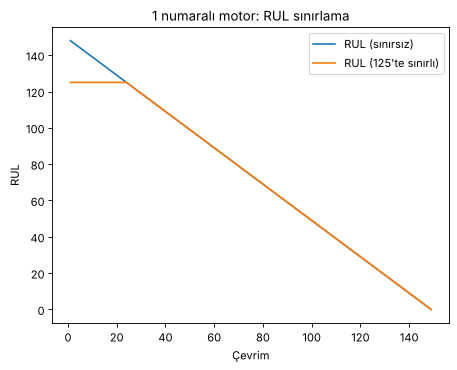 1 numaralı motor: RUL sınırlama
RUL (sınırsız)
RUL (125'te sınırlı)
RUL
140
120
100
80
60
40
20
0
0 20 40 60 80 100 120 140
Çevrim